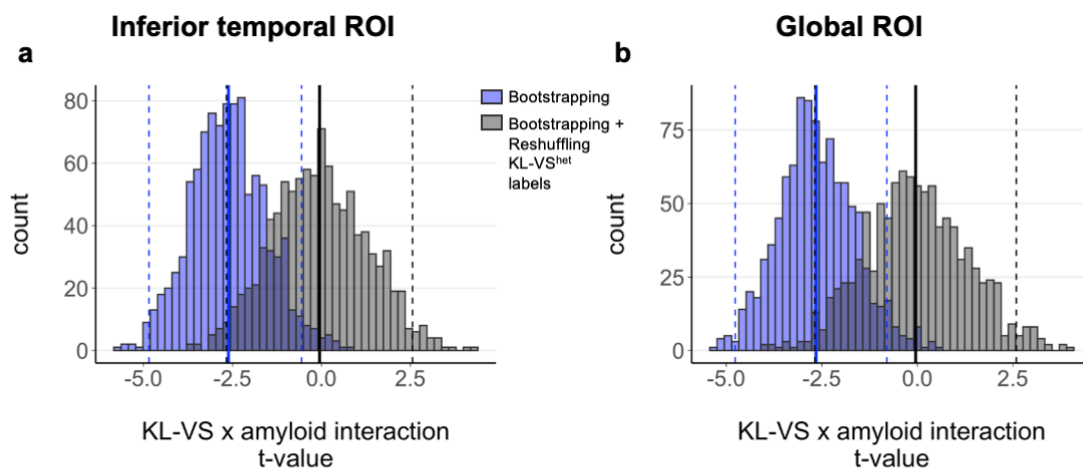 Inferior temporal ROI
Global ROI
a
b
Bootstrapping
Bootstrapping +
Reshuffling
KL-VShet
labels
80
60
40
20
0
count
-5.0
-2.5
0.0
2.5
KL-VS x amyloid interaction
t-value
75
50
25
0
count
-5.0
-2.5
0.0
2.5
KL-VS x amyloid interaction
t-value